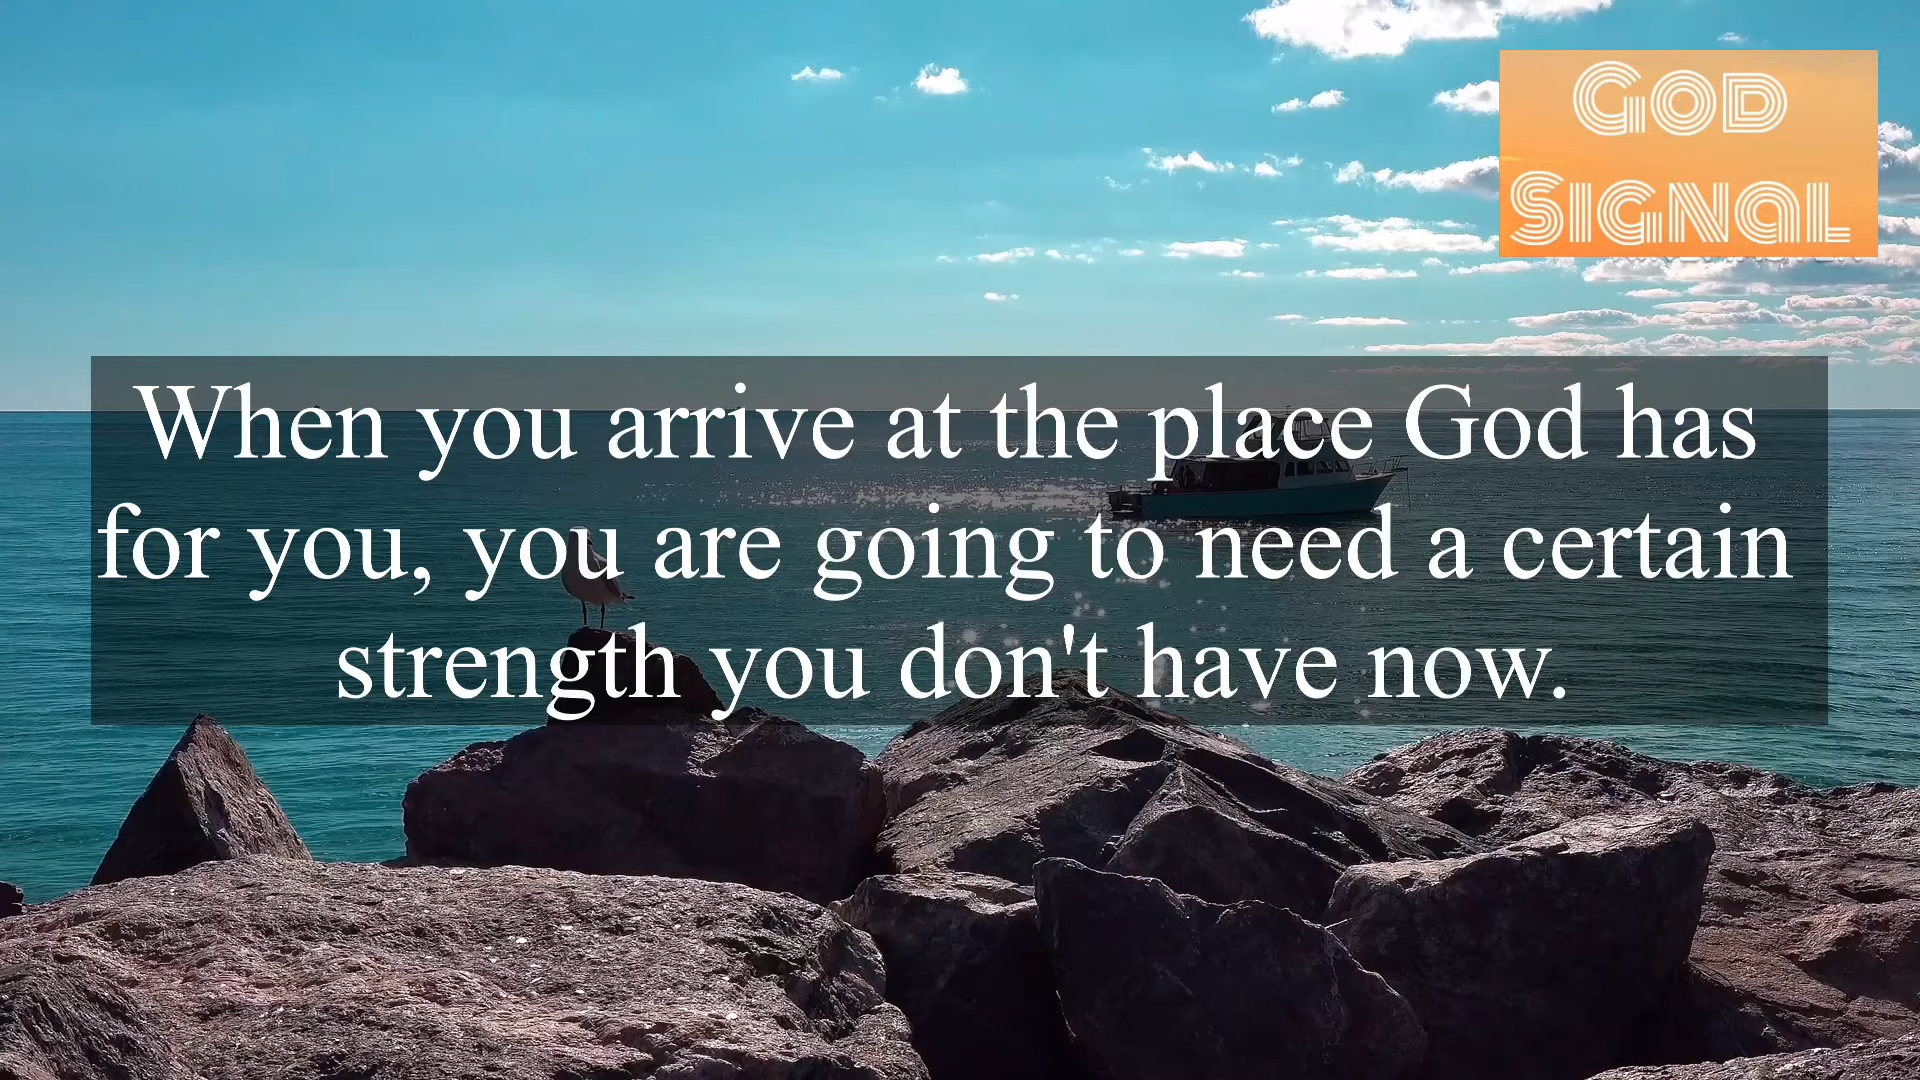 God
Signal
When you arrive at the place God has
for you, you are going to need a certain
strength you don't have now.